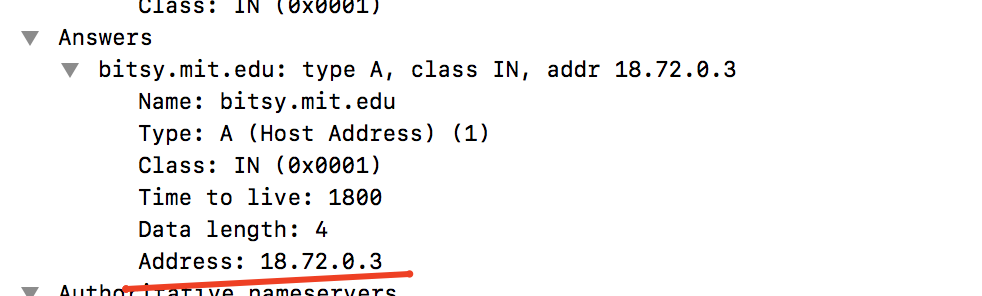 Class: IN (0x0001)
Answers
bitsy.mit.edu: type A, class IN, addr 18.72.0.3
Name: bitsy.mit.edu
Type: A (Host Address) (1)
Class: IN (0x0001)
Time to live: 1800
Data length: 4
Address: 18.72.0.3
Authoritative nameservers